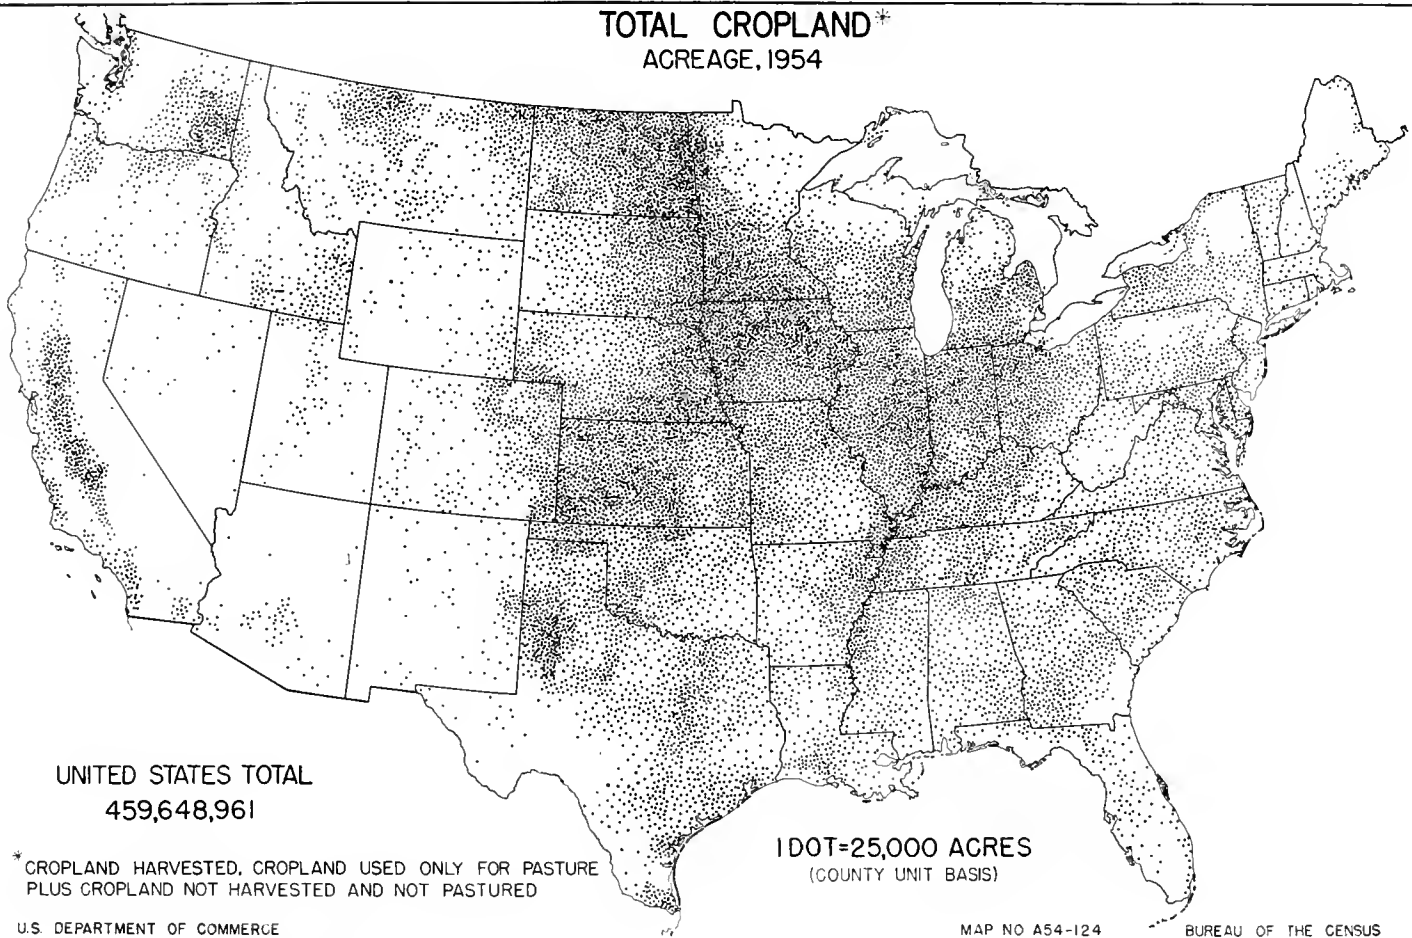 TOTAL CROPLAND*
ACREAGE, 1954
UNITED STATES TOTAL
459,648,961
1 DOT=25,000 ACRES
(COUNTY UNIT BASIS)
*CROPLAND HARVESTED, CROPLAND USED ONLY FOR PASTURE
PLUS CROPLAND NOT HARVESTED AND NOT PASTURED
U.S. DEPARTMENT OF COMMERCE
MAP NO A54-124
BUREAU OF THE CENSUS